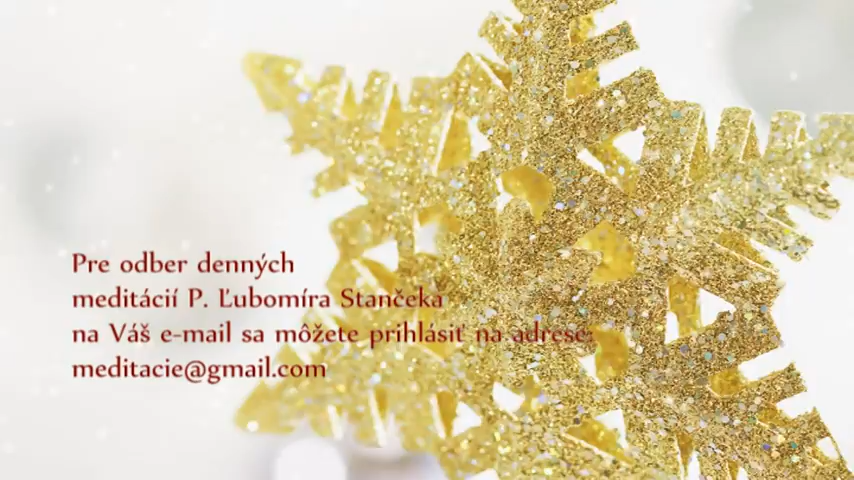 Pre odber denných
meditácií P. Ľubomíra Stančeka
na Váš e-mail sa môžete prihlásiť na adrese:
meditacie@gmail.com